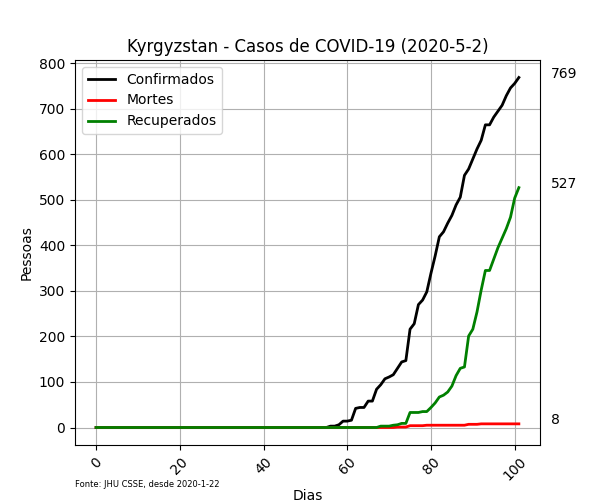 Kyrgyzstan - Casos de COVID-19 (2020-5-2)
Confirmados
Mortes
Recuperados
800
700
600
500
400
300
200
100
0
Pessoas
769
527
8
0
20
40
60
80
100
Fonte: JHU CSSE, desde 2020-1-22
Dias